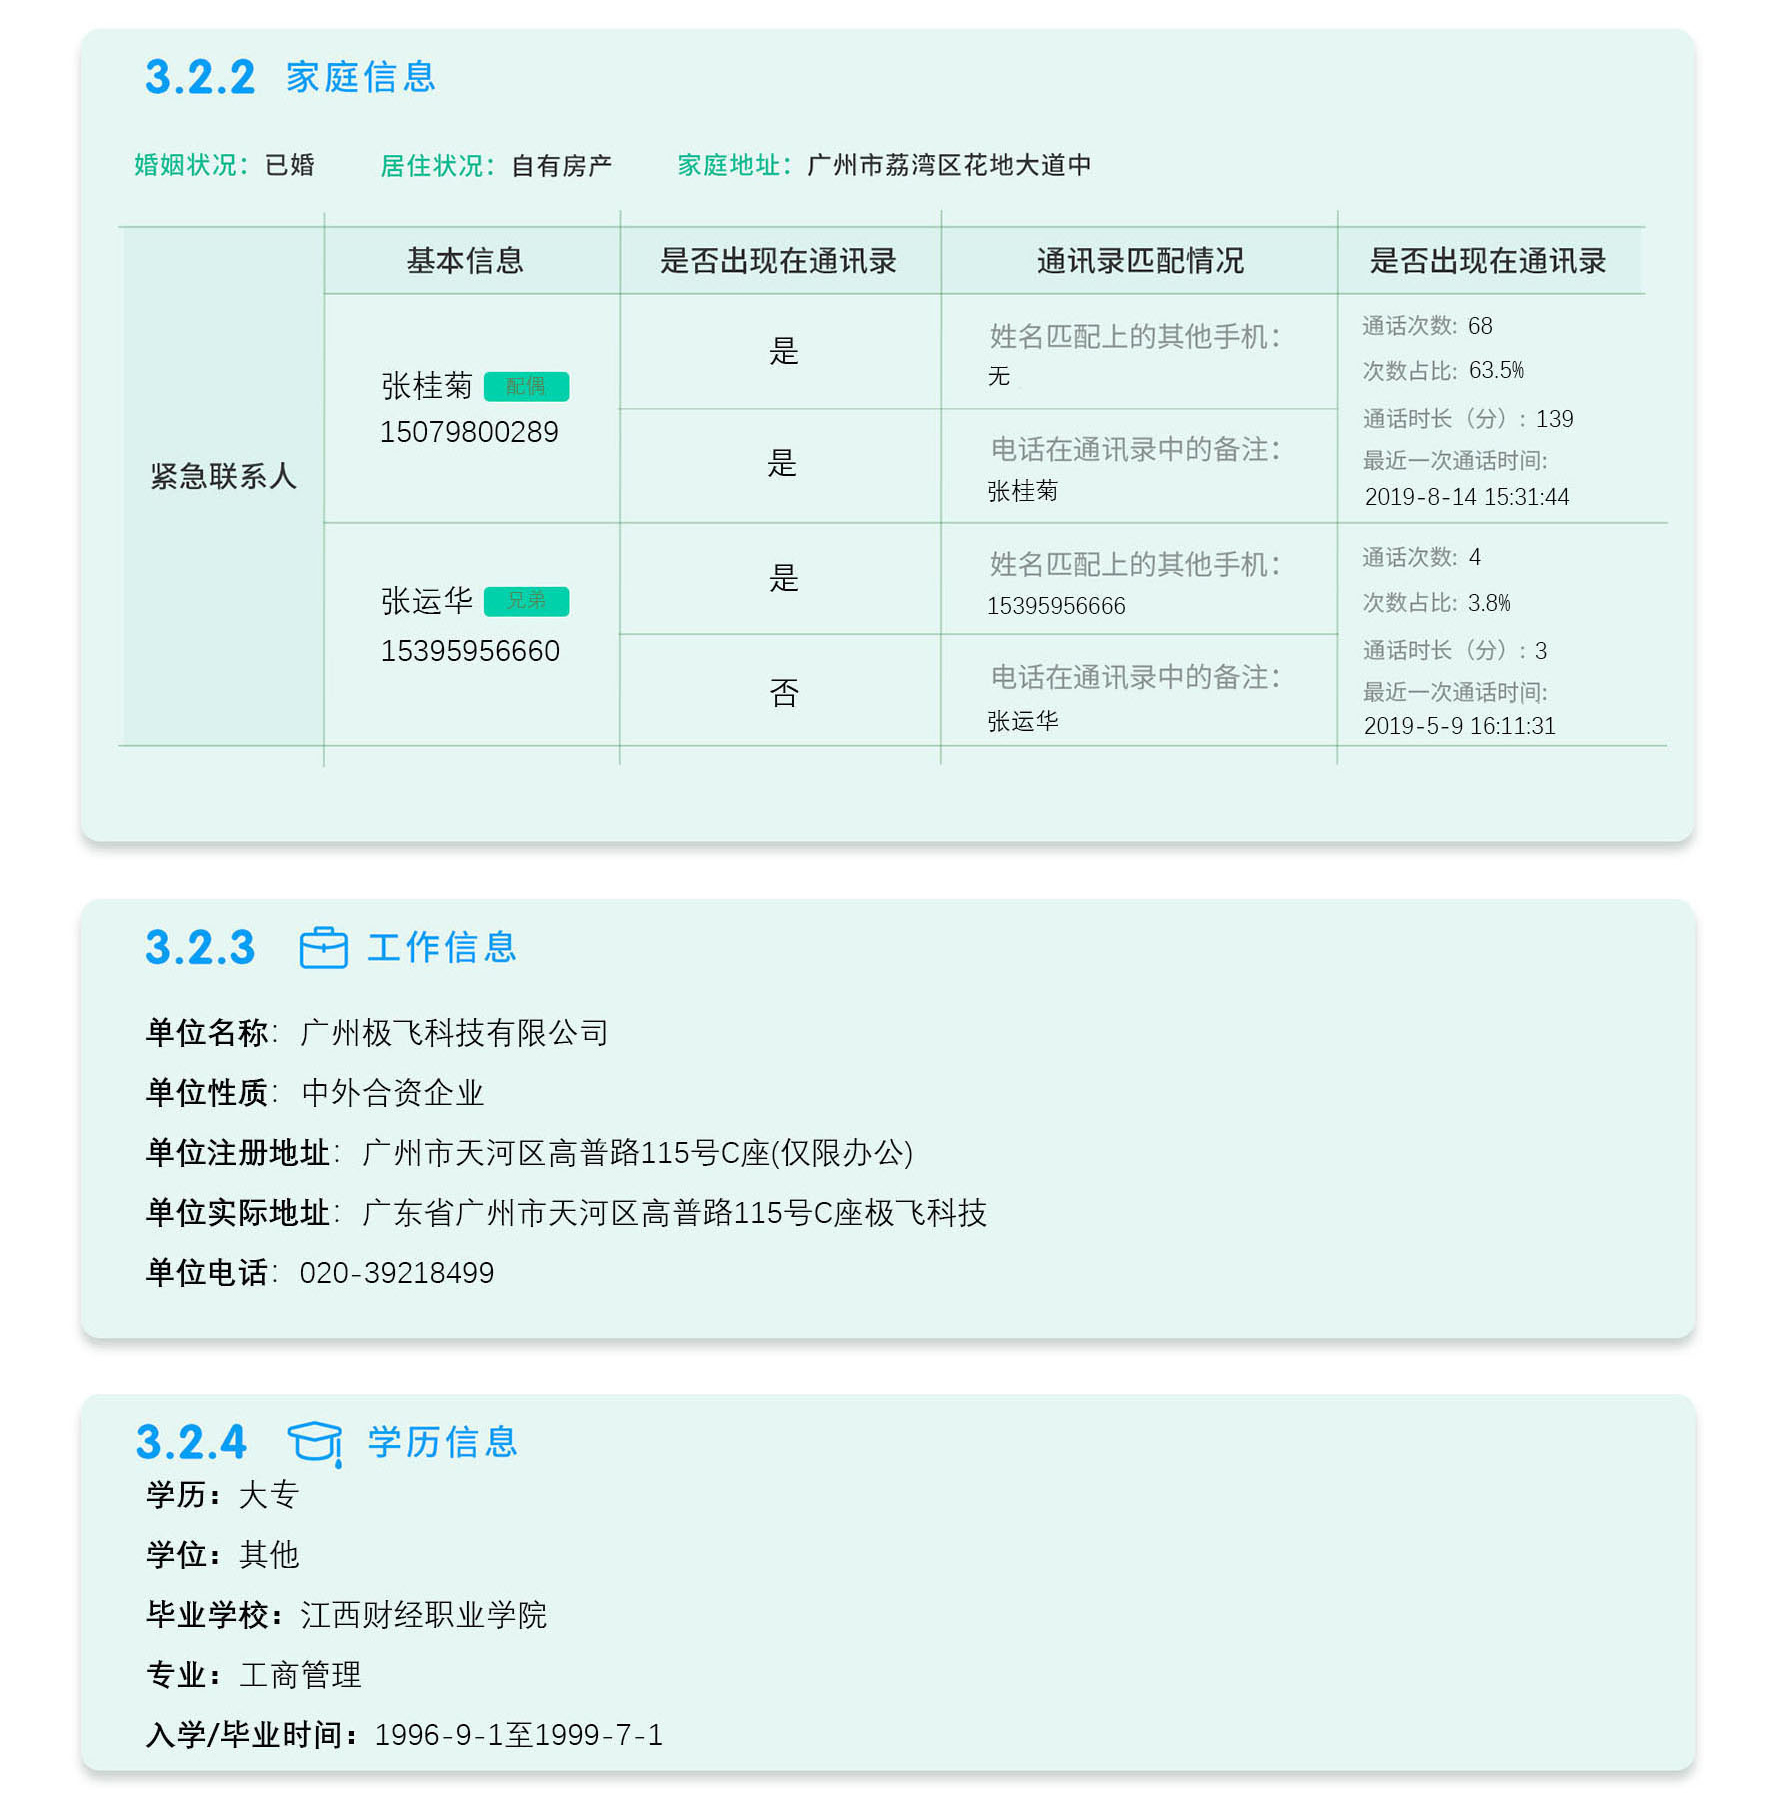 3.2.2 家庭信息
婚姻状况：已婚 居住状况：自有房产 家庭地址：广州市荔湾区花地大道中
基本信息 是否出现在通讯录 通讯录匹配情况 是否出现在通讯录
紧急联系人
张桂菊 配偶
15079800289
是
姓名匹配上的其他手机：
无
是
电话在通讯录中的备注：
张桂菊
通话次数: 68
次数占比: 63.5%
通话时长（分）: 139
最近一次通话时间:
2019-8-14 15:31:44
张运华 兄弟
15395956660
是
姓名匹配上的其他手机：
15395956666
否
电话在通讯录中的备注：
张运华
通话次数: 4
次数占比: 3.8%
通话时长（分）: 3
最近一次通话时间:
2019-5-9 16:11:31
3.2.3 工作信息
单位名称：广州极飞科技有限公司
单位性质：中外合资企业
单位注册地址：广州市天河区高普路115号C座(仅限办公)
单位实际地址：广东省广州市天河区高普路115号C座极飞科技
单位电话：020-39218499
3.2.4 学历信息
学历：大专
学位：其他
毕业学校：江西财经职业学院
专业：工商管理
入学/毕业时间：1996-9-1至1999-7-1